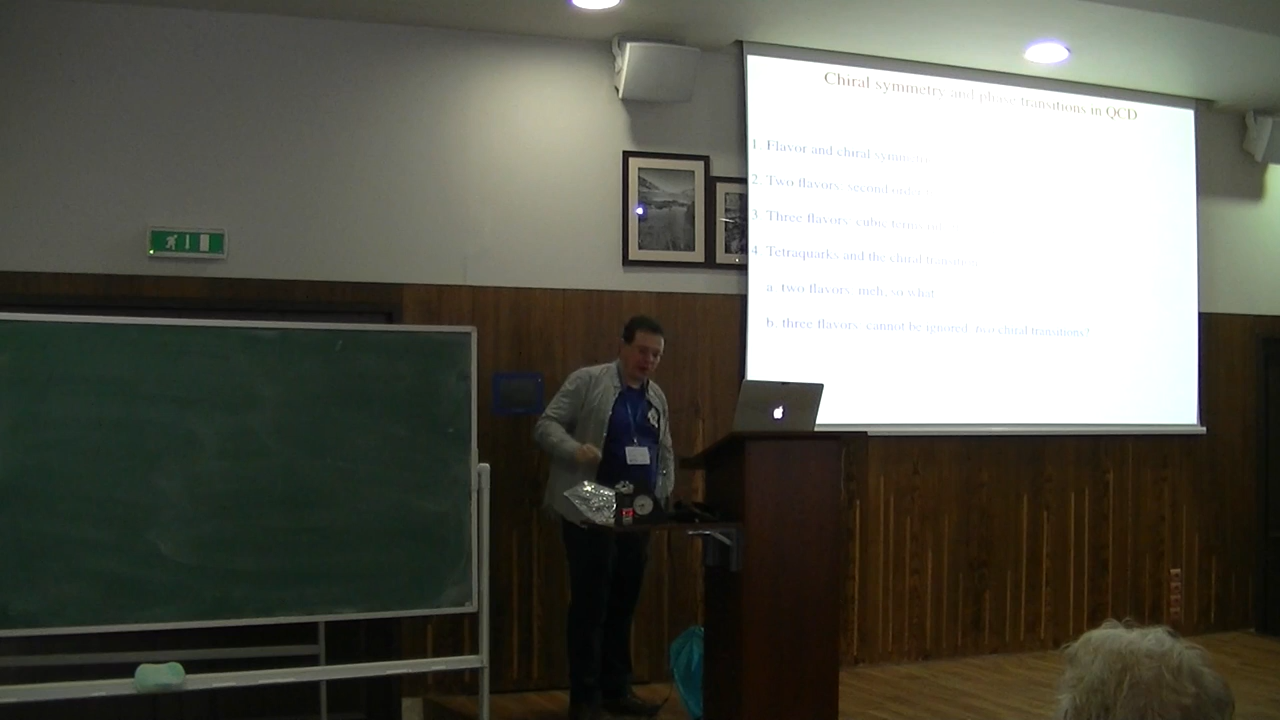 Chiral symmetry and phase transitions in QCD
1. Flavor and chiral symmetry
2. Two flavors: second order
3. Three flavors: cubic terms
4. Tetraquarks and the chiral transition
a. two flavors: meh, so what
b. three flavors: cannot be ignored, two chiral transitions?